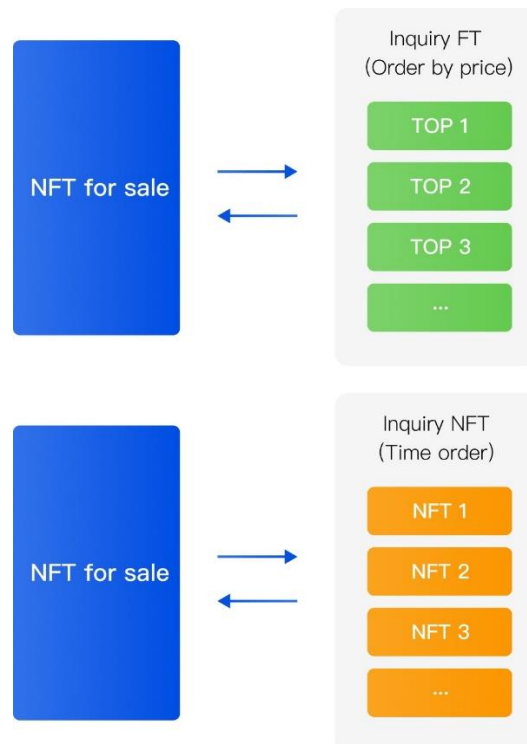 NFT for sale
Inquiry FT
(Order by price)
TOP 1
TOP 2
TOP 3
...
NFT for sale
Inquiry NFT
(Time order)
NFT 1
NFT 2
NFT 3
...